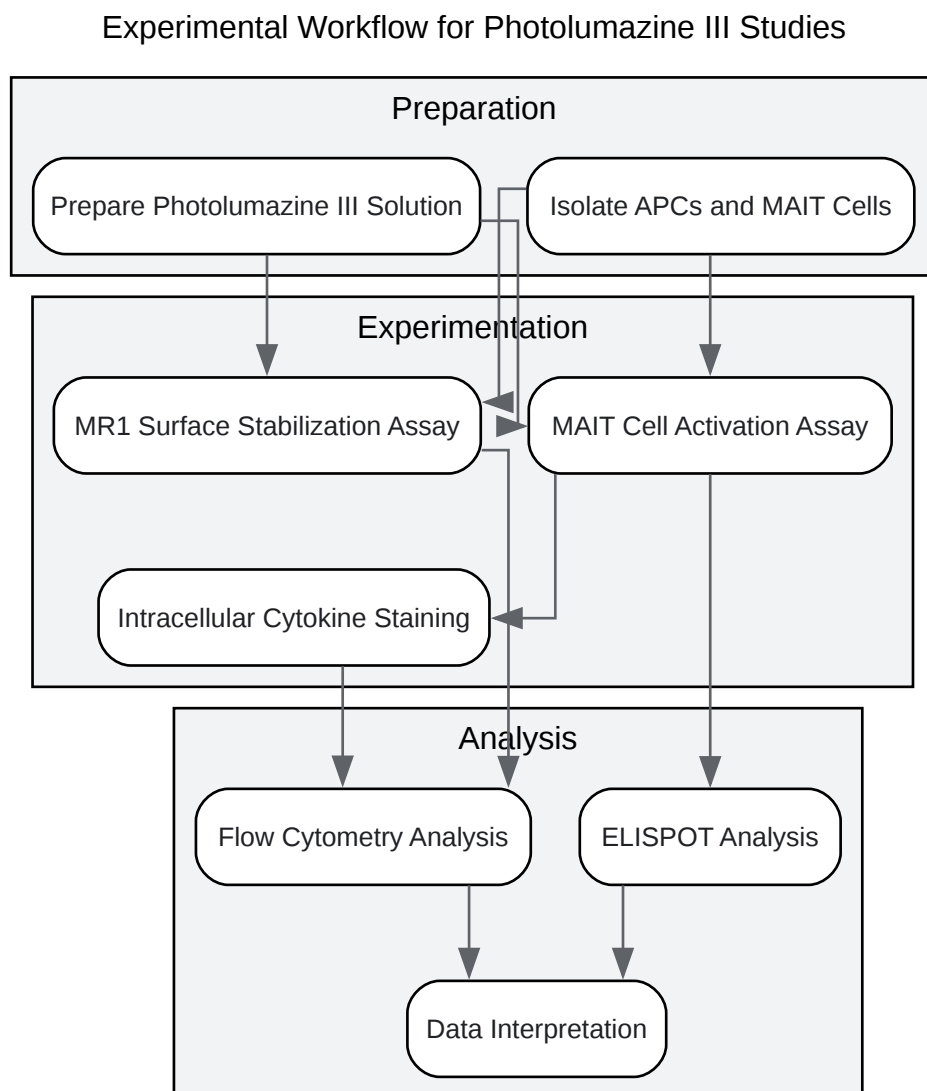 Experimental Workflow for Photolumazine III Studies
Preparation
Prepare Photolumazine III Solution
Isolate APCs and MAIT Cells
Experimentation
MR1 Surface Stabilization Assay
MAIT Cell Activation Assay
Intracellular Cytokine Staining
Analysis
Flow Cytometry Analysis
ELISPOT Analysis
Data Interpretation